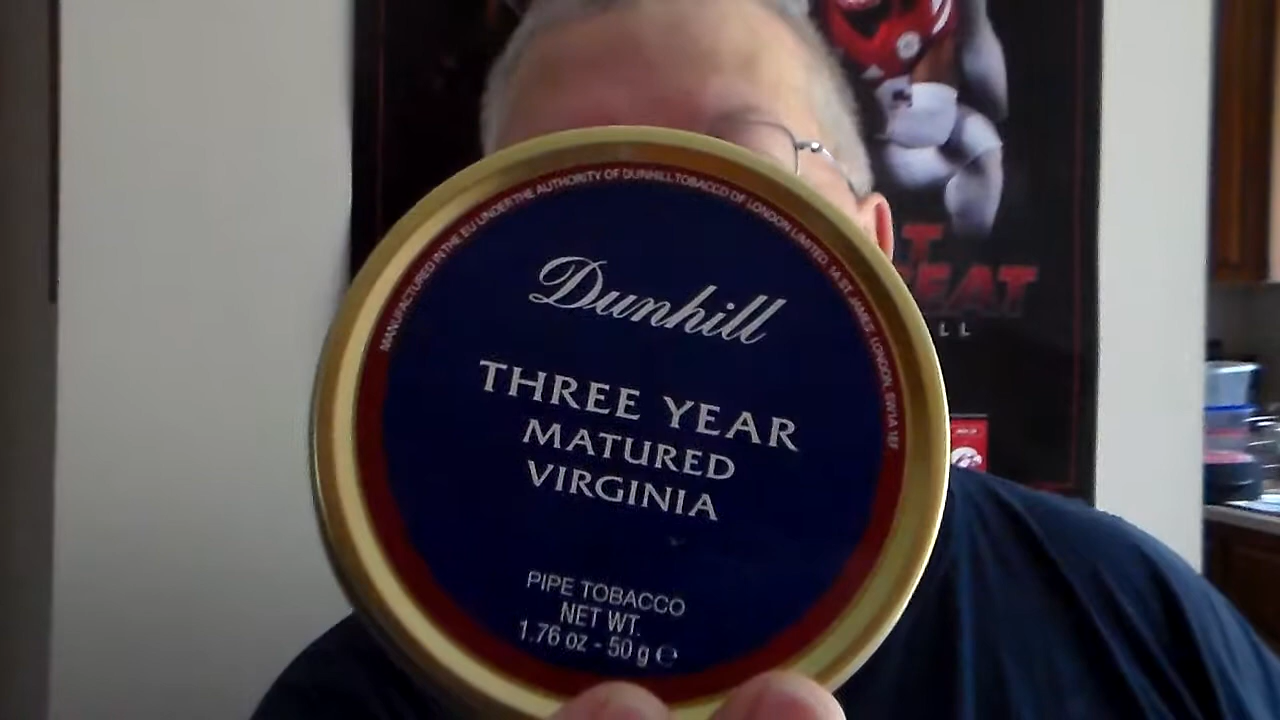 MANUFACTURED IN THE EU UNDER THE AUTHORITY OF DUNHILL TOBACCO OF LONDON LIMITED, 1A ST. JAMES', LONDON, SW1A 1EF
Dunhill
THREE YEAR
MATURED
VIRGINIA
PIPE TOBACCO
NET WT.
1.76 oz - 50 g ℮